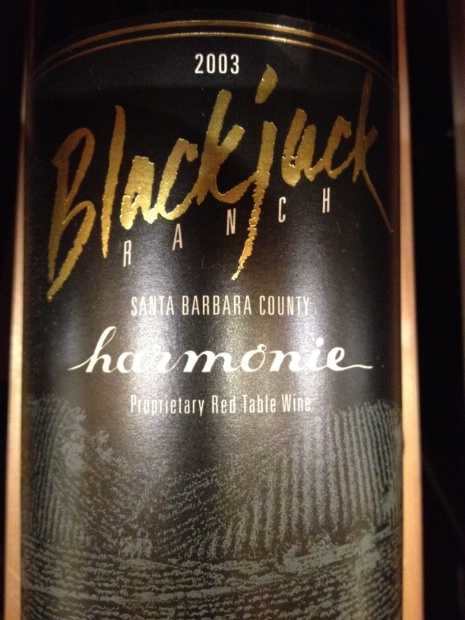 2003
Blackjack
RANCH
SANTA BARBARA COUNTY
harmonie
Proprietary Red Table Wine